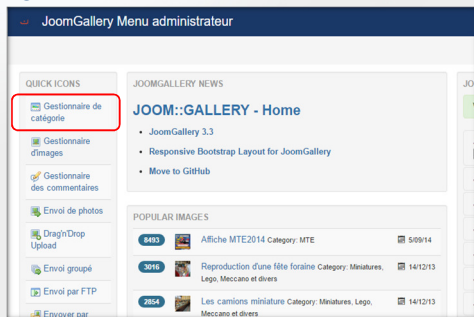 JoomGallery Menu administrateur
QUICK ICONS
Gestionnaire de
catégorie
Gestionnaire
d'images
Gestionnaire
des commentaires
Envoi de photos
Drag'n'Drop
Upload
Envoi groupé
Envoi par FTP
Envoyer par
JOOMGALLERY NEWS
JOOM::GALLERY - Home
• JoomGallery 3.3
• Responsive Bootstrap Layout for JoomGallery
• Move to GitHub
POPULAR IMAGES
8493 Affiche MTE2014 Category: MTE 5/09/14
3016 Reproduction d'une fête foraine Category: Miniatures, 14/12/13
Lego, Meccano et divers
2854 Les camions miniature Category: Miniatures, Lego, 14/12/13
Meccano et divers
JO